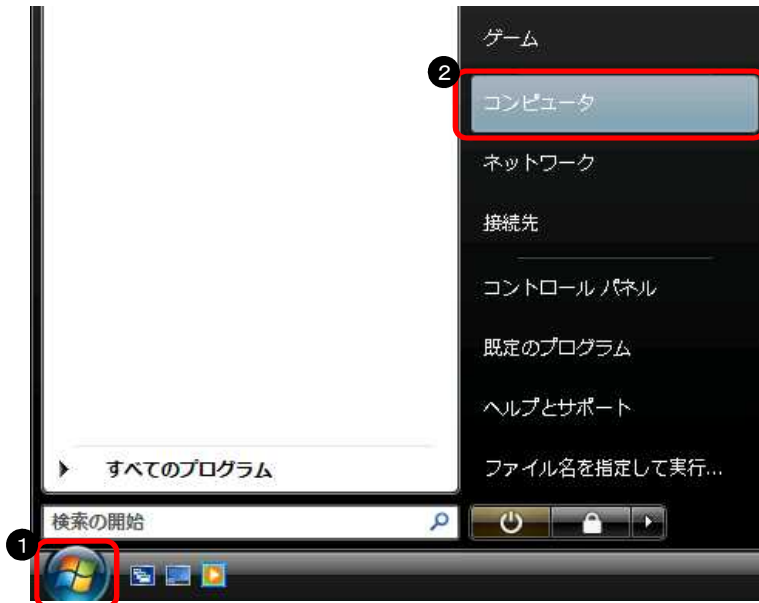 ゲーム
2
コンピュータ
ネットワーク
接続先
コントロール パネル
既定のプログラム
ヘルプとサポート
すべてのプログラム
ファイル名を指定して実行...
検索の開始
1